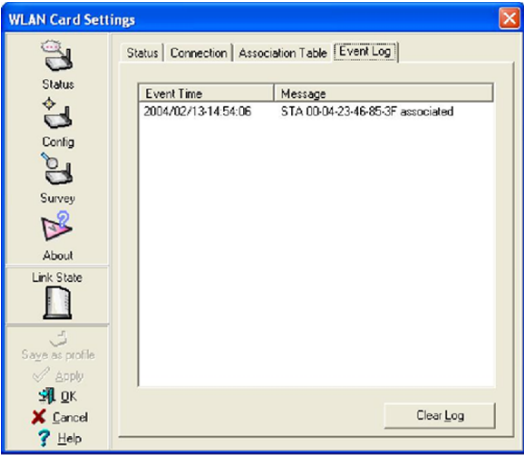 WLAN Card Settings
Status
Config
Survey
About
Link State
Save as profile
Apply
OK
Cancel
Help
Status Connection Association Table Event Log
Event Time Message
2004/02/13-14:54:06 STA 00-04-23-46-85-3F associated
Clear Log